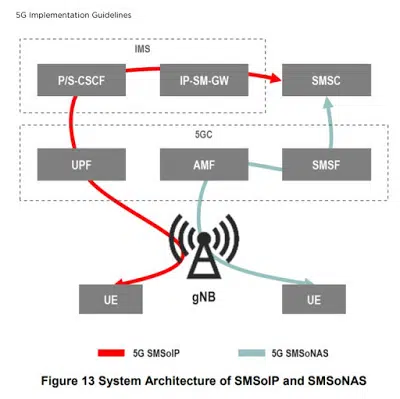 5G Implementation Guidelines
IMS
P/S-CSCF
IP-SM-GW
SMSC
5GC
UPF
AMF
SMSF
UE
gNB
UE
5G SMSoIP
5G SMSoNAS
Figure 13 System Architecture of SMSoIP and SMSoNAS